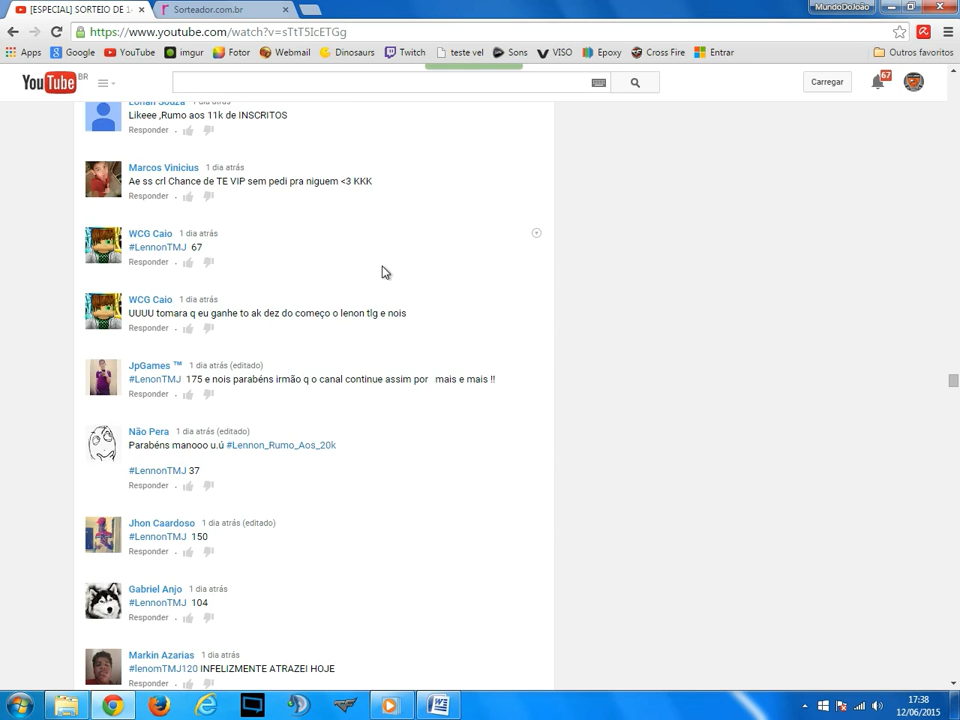 [ESPECIAL] SORTEIO DE 1
Sorteador.com.br
MundoDoJoão
https://www.youtube.com/watch?v=sTtT5IcETGg
Apps
Google
YouTube
imgur
Fotor
Webmail
Dinossauros
Twitch
teste vel
Sons
VISO
Epoxy
Cross Fire
Entrar
Outros favoritos
YouTube BR
Carregar
67
Likeee ,Rumo aos 11k de INSCRITOS
Responder
Marcos Vinicius 1 dia atrás
Ae ss crl Chance de TE VIP sem pedi pra niguem <3 KKK
Responder
WCG Caio 1 dia atrás
#LennonTMJ 67
Responder
WCG Caio 1 dia atrás
UUUU tomara q eu ganhe to ak dez do começo o lenon tlg e nois
Responder
JpGames ™ 1 dia atrás (editado)
#LenonTMJ 175 e nois parabéns irmão q o canal continue assim por mais e mais !!
Responder
Não Pera 1 dia atrás (editado)
Parabéns manooo u.ú #Lennon_Rumo_Aos_20k
#LennonTMJ 37
Responder
Jhon Caardoso 1 dia atrás (editado)
#LennonTMJ 150
Responder
Gabriel Anjo 1 dia atrás
#LennonTMJ 104
Responder
Markin Azarias 1 dia atrás
#lenomTMJ120 INFELIZMENTE ATRAZEI HOJE
Responder
17:38
12/06/2015